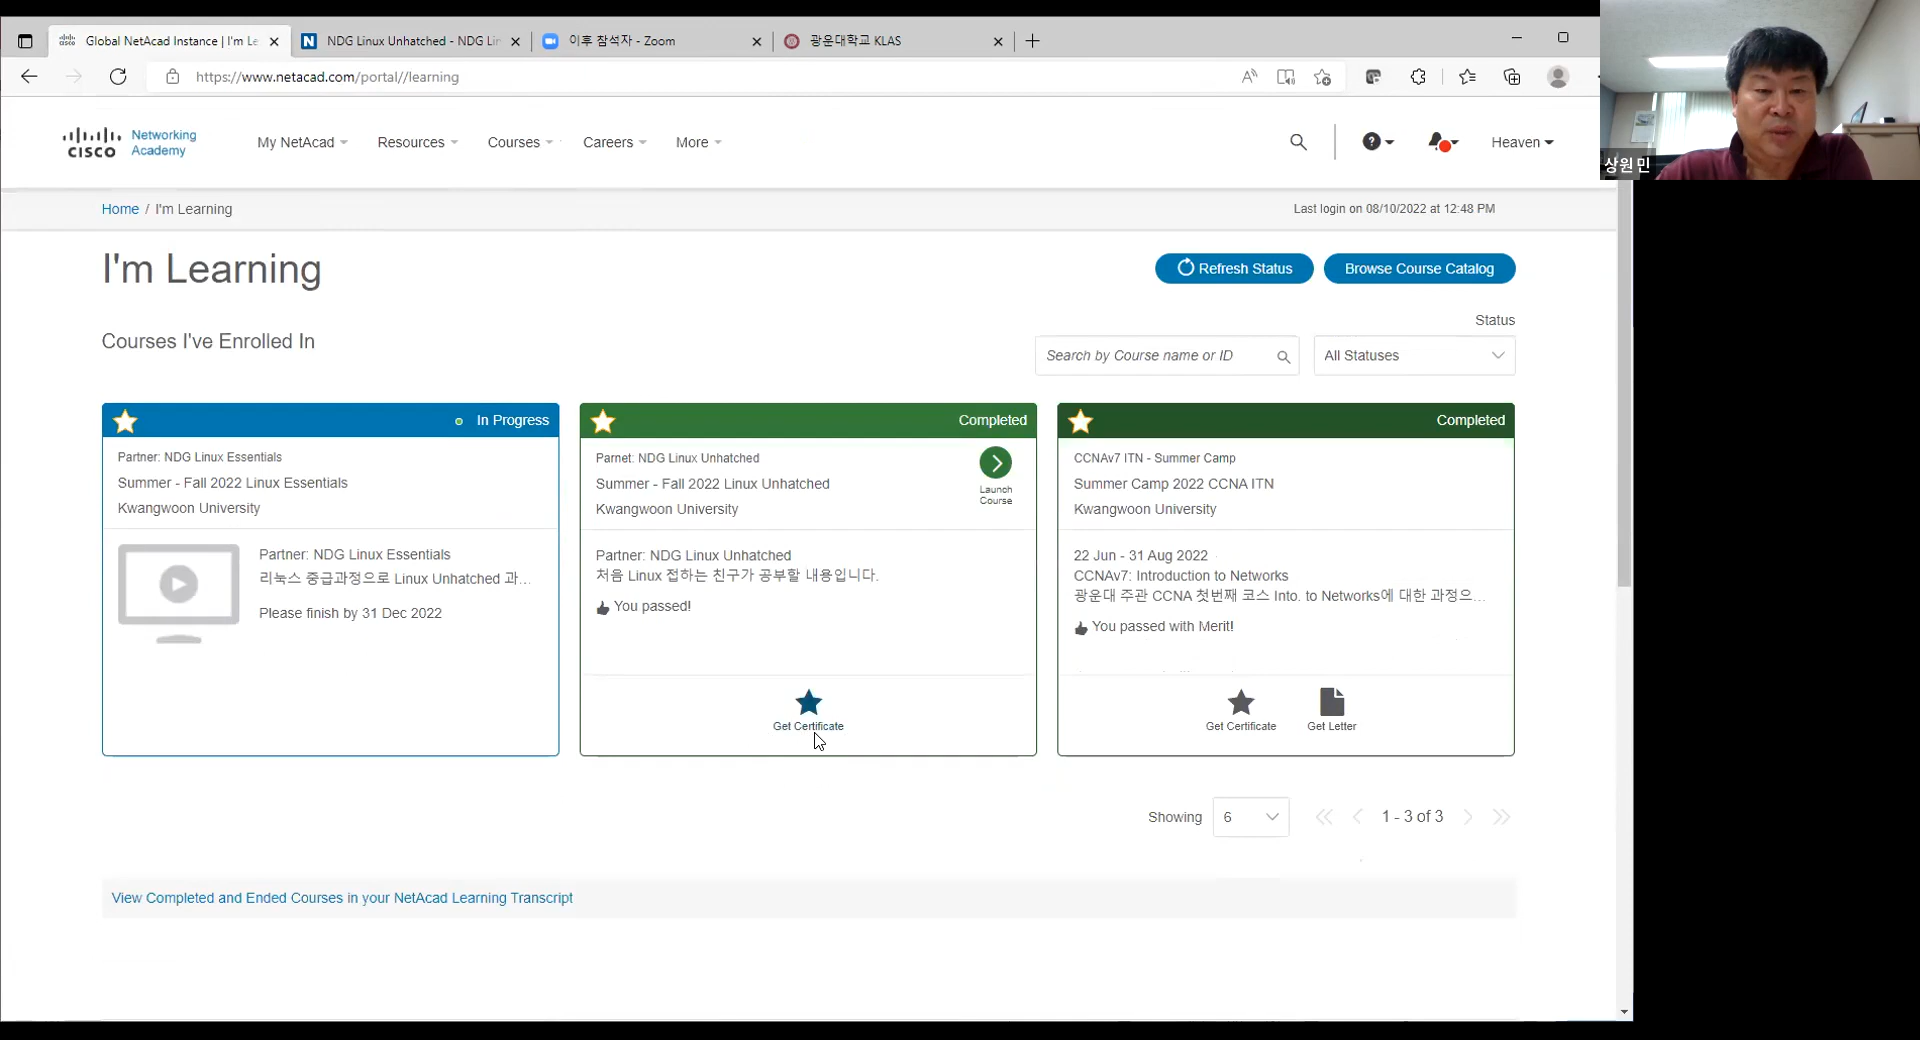 Global NetAcad Instance | I'm Le
NDG Linux Unhatched - NDG Lin
이후 참석자 - Zoom
광운대학교 KLAS
https://www.netacad.com/portal//learning
CISCO Networking Academy
My NetAcad
Resources
Courses
Careers
More
Heaven
상원민
Home / I'm Learning
Last login on 08/10/2022 at 12:48 PM
I'm Learning
Refresh Status
Browse Course Catalog
Status
Courses I've Enrolled In
Search by Course name or ID
All Statuses
In Progress
Partner: NDG Linux Essentials
Summer - Fall 2022 Linux Essentials
Kwangwoon University
Partner: NDG Linux Essentials
리눅스 중급과정으로 Linux Unhatched 과...
Please finish by 31 Dec 2022
Completed
Parnet: NDG Linux Unhatched
Summer - Fall 2022 Linux Unhatched
Kwangwoon University
Launch
Course
Partner: NDG Linux Unhatched
처음 Linux 접하는 친구가 공부할 내용입니다.
You passed!
Get Certificate
Completed
CCNAv7 ITN - Summer Camp
Summer Camp 2022 CCNA ITN
Kwangwoon University
22 Jun - 31 Aug 2022
CCNAv7: Introduction to Networks
광운대 주관 CCNA 첫번째 코스 Into. to Networks에 대한 과정으...
You passed with Merit!
Get Certificate
Get Letter
Showing
6
1 - 3 of 3
View Completed and Ended Courses in your NetAcad Learning Transcript